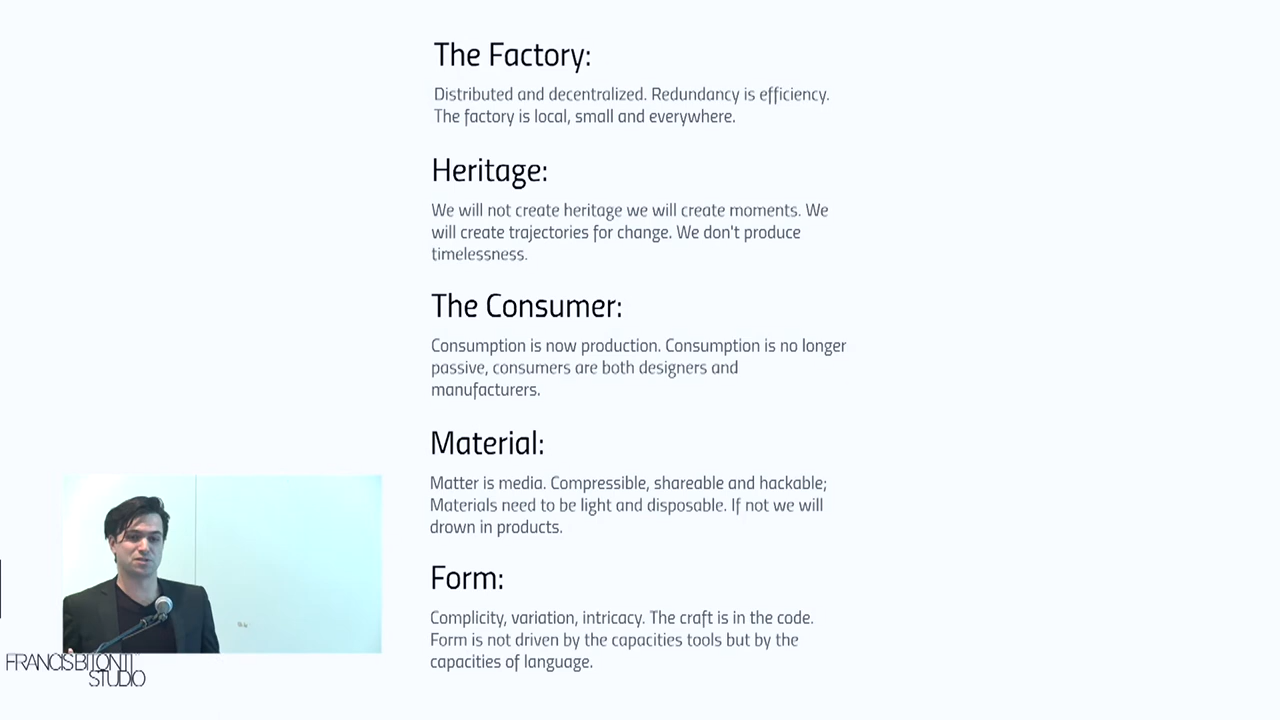 The Factory:
Distributed and decentralized. Redundancy is efficiency.
The factory is local, small and everywhere.
Heritage:
We will not create heritage we will create moments. We
will create trajectories for change. We don't produce
timelessness.
The Consumer:
Consumption is now production. Consumption is no longer
passive, consumers are both designers and
manufacturers.
Material:
Matter is media. Compressible, shareable and hackable;
Materials need to be light and disposable. If not we will
drown in products.
Form:
Complicity, variation, intricacy. The craft is in the code.
Form is not driven by the capacities tools but by the
capacities of language.
FRANCIS BITONTI
STUDIO